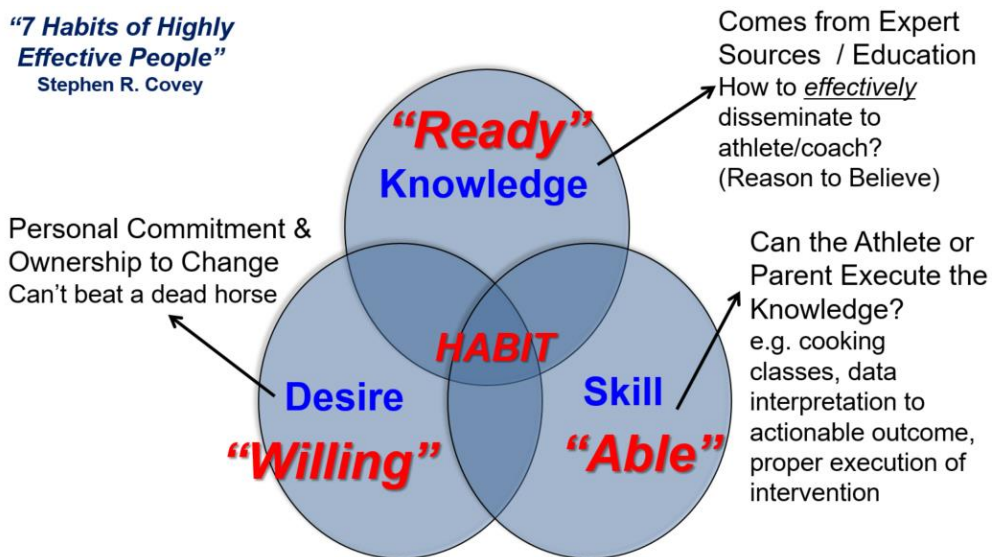 “7 Habits of Highly
Effective People”
Stephen R. Covey
Comes from Expert
Sources / Education
How to effectively
disseminate to
athlete/coach?
(Reason to Believe)
“Ready”
Knowledge
Personal Commitment &
Ownership to Change
Can’t beat a dead horse
Can the Athlete or
Parent Execute the
Knowledge?
e.g. cooking
classes, data
interpretation to
actionable outcome,
proper execution of
intervention
HABIT
Desire
“Willing”
Skill
“Able”